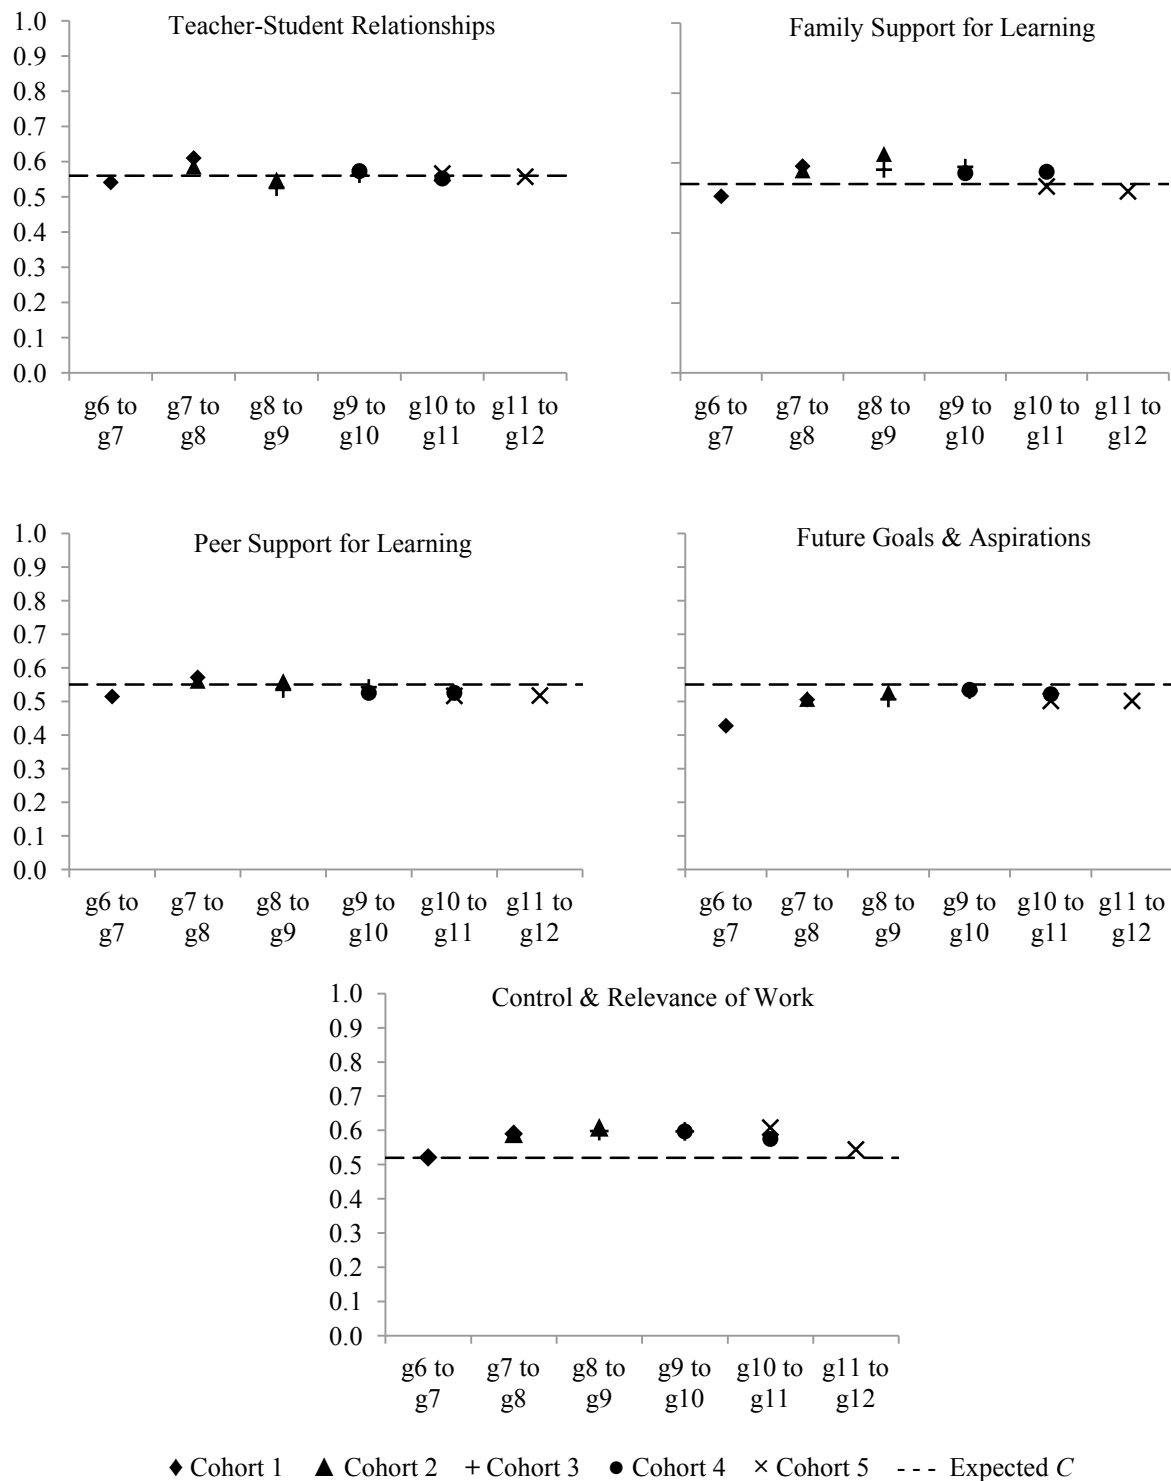 Teacher-Student Relationships
1.0
0.9
0.8
0.7
0.6
0.5
0.4
0.3
0.2
0.1
0.0
g6 to g7
g7 to g8
g8 to g9
g9 to g10
g10 to g11
g11 to g12
Family Support for Learning
g6 to g7
g7 to g8
g8 to g9
g9 to g10
g10 to g11
g11 to g12
Peer Support for Learning
1.0
0.9
0.8
0.7
0.6
0.5
0.4
0.3
0.2
0.1
0.0
g6 to g7
g7 to g8
g8 to g9
g9 to g10
g10 to g11
g11 to g12
Future Goals & Aspirations
g6 to g7
g7 to g8
g8 to g9
g9 to g10
g10 to g11
g11 to g12
Control & Relevance of Work
1.0
0.9
0.8
0.7
0.6
0.5
0.4
0.3
0.2
0.1
0.0
g6 to g7
g7 to g8
g8 to g9
g9 to g10
g10 to g11
g11 to g12
Cohort 1 Cohort 2 Cohort 3 Cohort 4 Cohort 5 Expected C